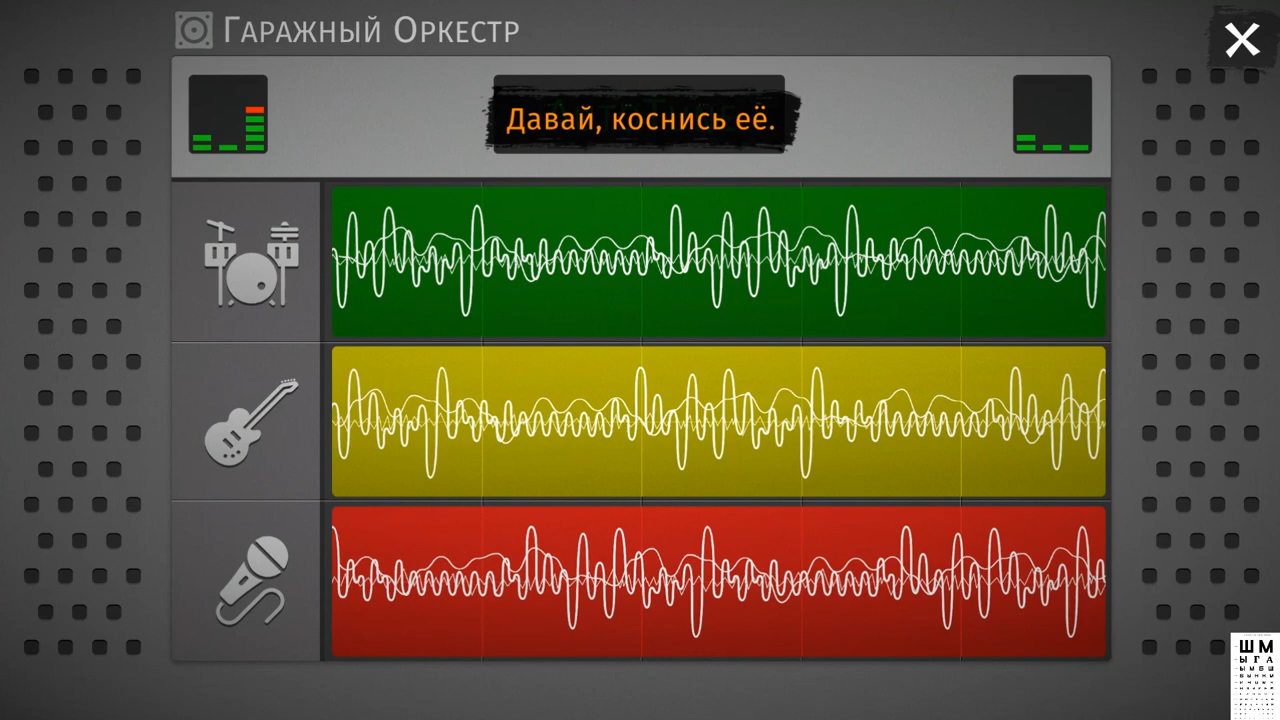 Гаражный Оркестр
Давай, коснись её.
Ш М
Ы Г А
Ы М Б Ш
Б Ы Н К И